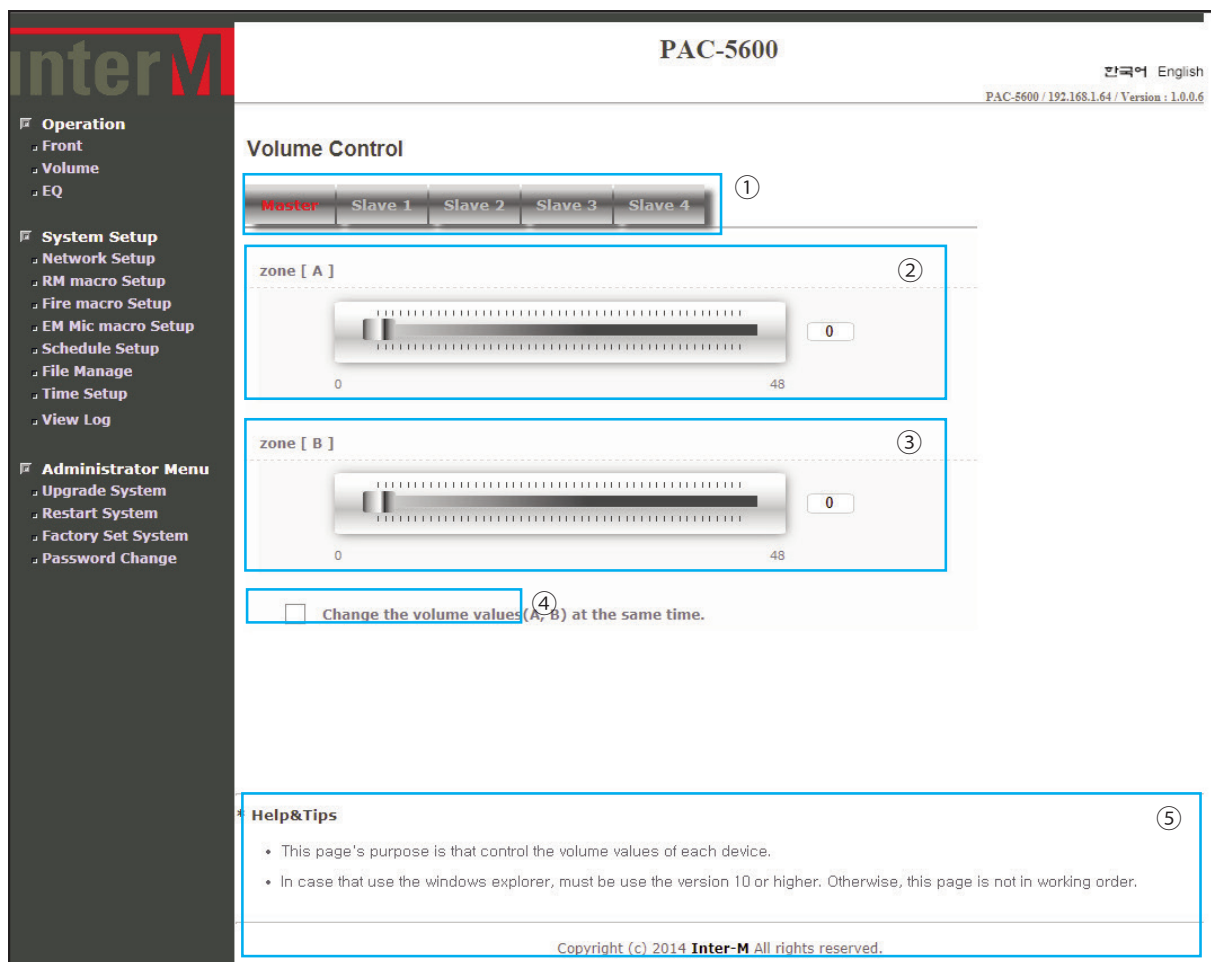 inter M
PAC-5600
한국어 English
PAC-5600 / 192.168.1.64 / Version : 1.0.0.6
Operation
Front
Volume
EQ
System Setup
Network Setup
RM macro Setup
Fire macro Setup
EM Mic macro Setup
Schedule Setup
File Manage
Time Setup
View Log
Administrator Menu
Upgrade System
Restart System
Factory Set System
Password Change
Volume Control
①
Master Slave 1 Slave 2 Slave 3 Slave 4
zone [ A ] ②
0
0 48
zone [ B ] ③
0
0 48
④
Change the volume values(A, B) at the same time.
* Help&Tips ⑤
• This page's purpose is that control the volume values of each device.
• In case that use the windows explorer, must be use the version 10 or higher. Otherwise, this page is not in working order.
Copyright (c) 2014 Inter-M All rights reserved.